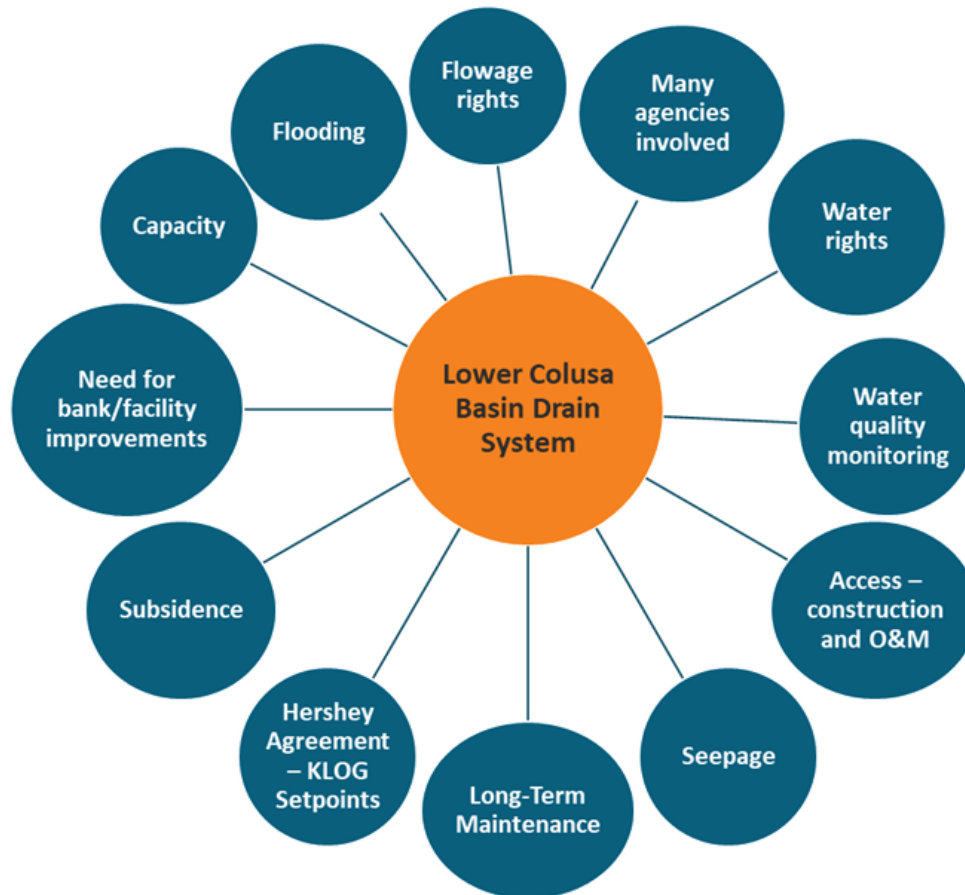 Flowage
rights
Many
agencies
involved
Flooding
Water
rights
Capacity
Lower Colusa
Basin Drain
System
Need for
bank/facility
improvements
Water
quality
monitoring
Subsidence
Access –
construction
and O&M
Hershey
Agreement
– KLOG
Setpoints
Seepage
Long-Term
Maintenance